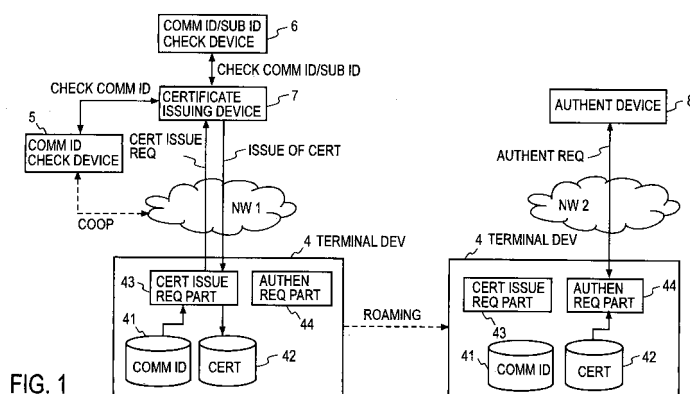 COMM ID/SUB ID
CHECK DEVICE
6
CHECK COMM ID/SUB ID
CHECK COMM ID
CERTIFICATE
ISSUING DEVICE
7
5
COMM ID
CHECK DEVICE
CERT ISSUE
REQ
ISSUE OF CERT
COOP
NW 1
4 TERMINAL DEV
43
CERT ISSUE
REQ PART
AUTHEN
REQ PART
44
41
COMM ID
CERT
42
ROAMING
AUTHENT DEVICE
8
AUTHENT REQ
NW 2
4 TERMINAL DEV
CERT ISSUE
REQ PART
43
AUTHEN
REQ PART
44
41
COMM ID
CERT
42
FIG. 1